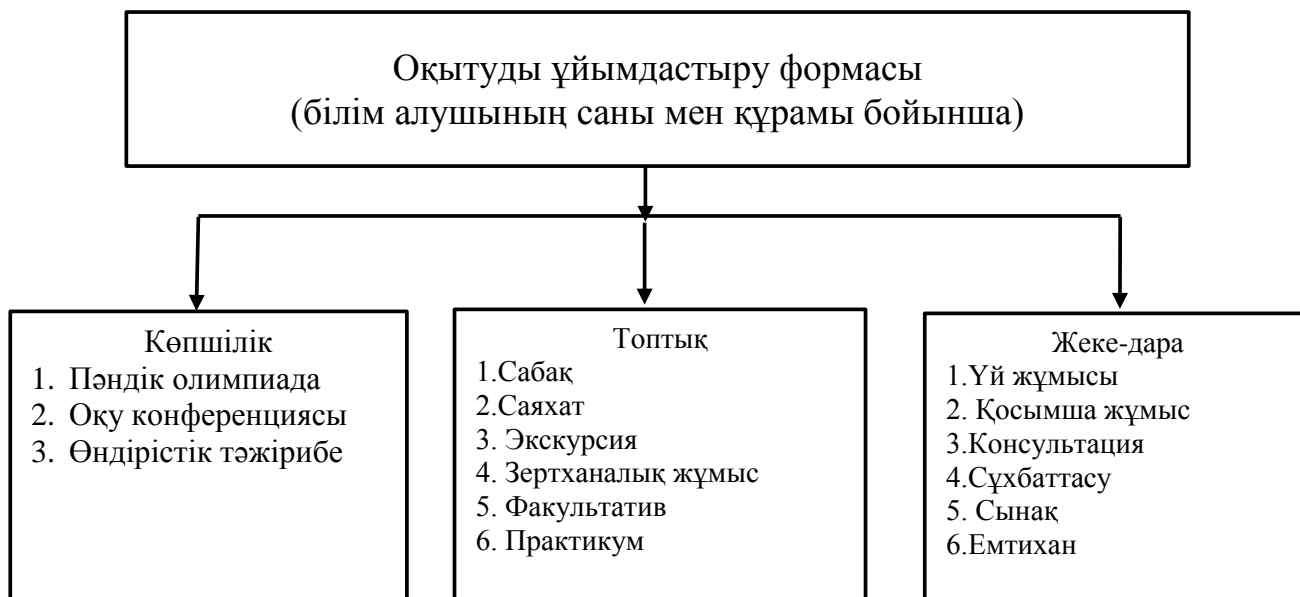 Оқытуды ұйымдастыру формасы
(білім алушының саны мен құрамы бойынша)
Көпшілік
1. Пәндік олимпиада
2. Оқу конференциясы
3. Өндірістік тәжірибе
Топтық
1.Сабақ
2.Саяхат
3. Экскурсия
4. Зертханалық жұмыс
5. Факультатив
6. Практикум
Жеке-дара
1.Үй жұмысы
2. Қосымша жұмыс
3.Консультация
4.Сұхбаттасу
5. Сынақ
6.Емтихан